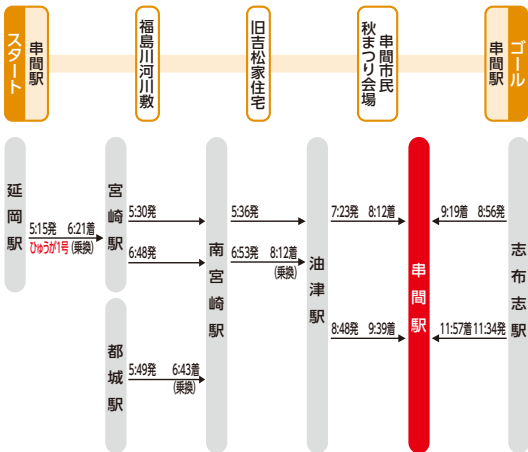 スタート
串間駅
福島川河川敷
旧吉松家住宅
串間市民
秋まつり会場
ゴール
串間駅
延岡駅
5:15発 6:21着
ひゅうが1号 (乗換)
宮崎駅
5:30発
6:48発
都城駅
5:49発 6:43着
(乗換)
南宮崎駅
5:36発
6:53発 8:12着
(乗換)
油津駅
7:23発 8:12着
8:48発 9:39着
串間駅
9:19着 8:56発
11:57着 11:34発
志布志駅